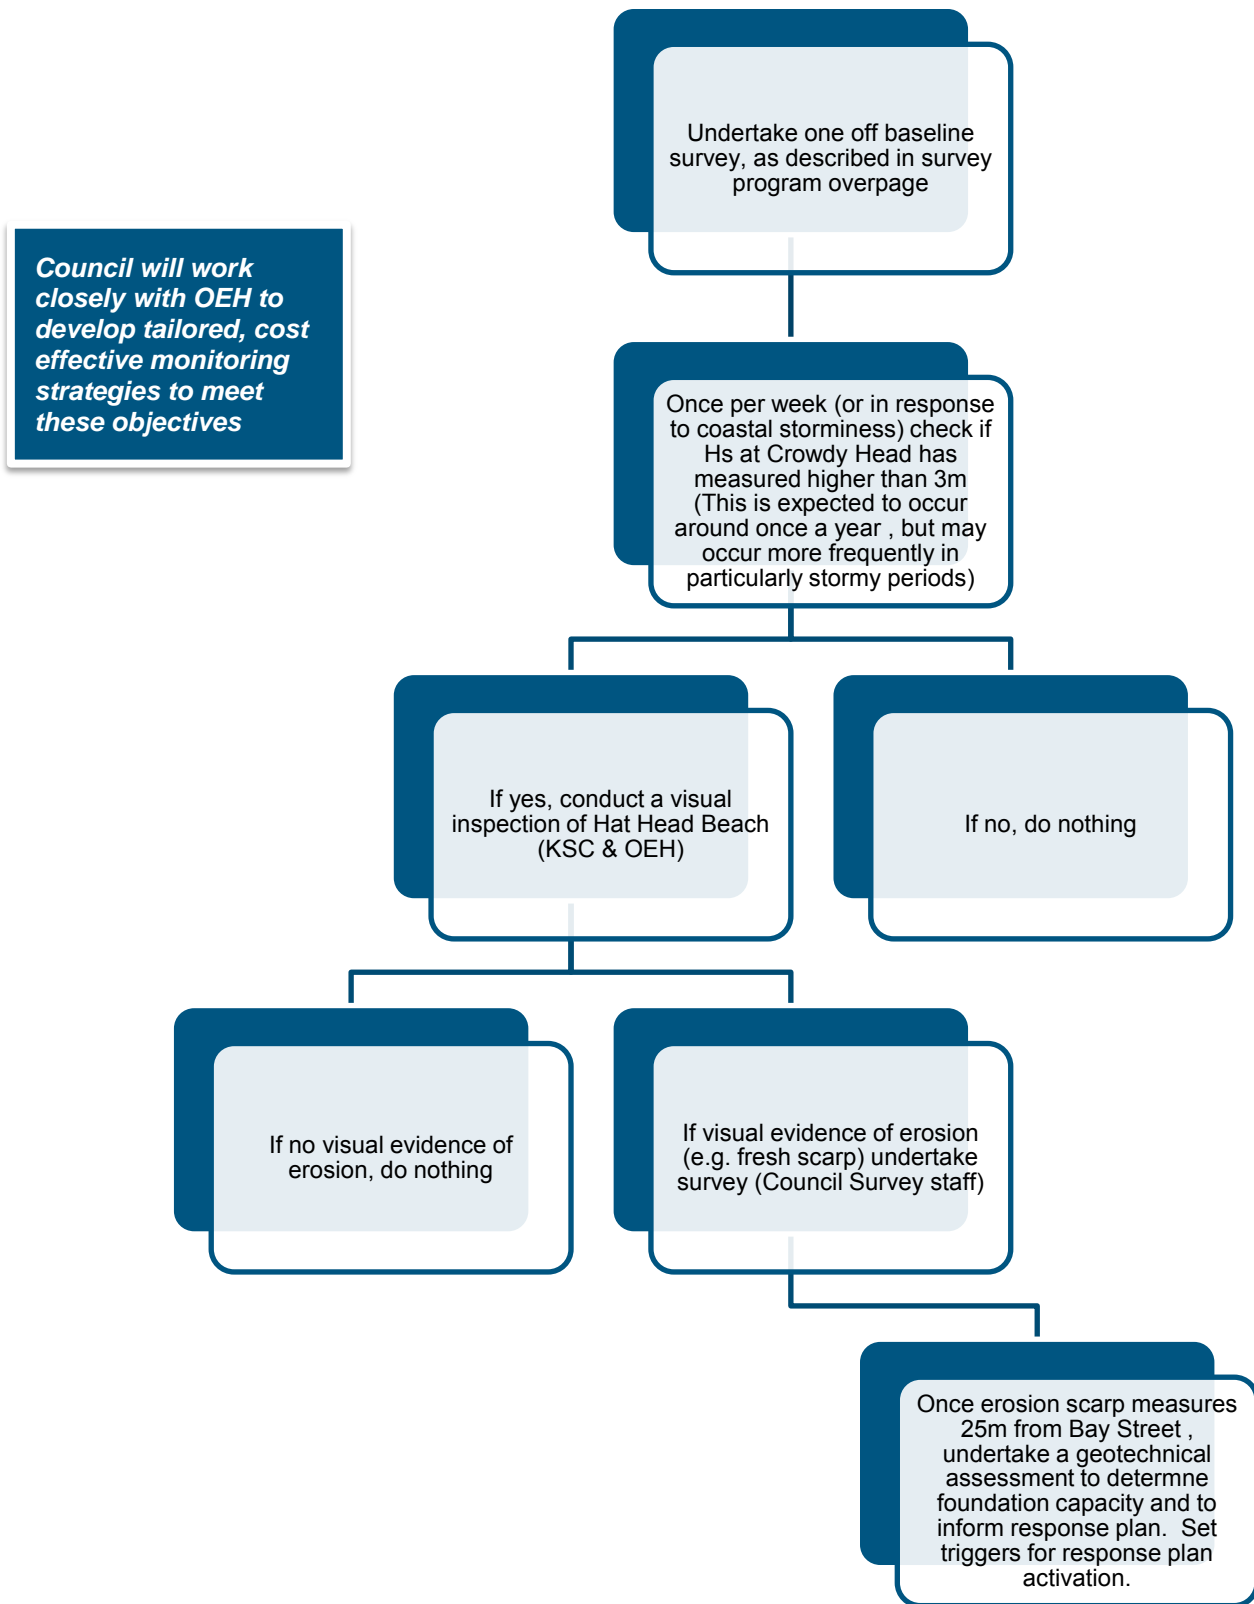 Undertake one off baseline
survey, as described in survey
program overpage
Council will work
closely with OEH to
develop tailored, cost
effective monitoring
strategies to meet
these objectives
Once per week (or in response
to coastal storminess) check if
Hs at Crowdy Head has
measured higher than 3m
(This is expected to occur
around once a year , but may
occur more frequently in
particularly stormy periods)
If yes, conduct a visual
inspection of Hat Head Beach
(KSC & OEH)
If no, do nothing
If no visual evidence of
erosion, do nothing
If visual evidence of erosion
(e.g. fresh scarp) undertake
survey (Council Survey staff)
Once erosion scarp measures
25m from Bay Street ,
undertake a geotechnical
assessment to determne
foundation capacity and to
inform response plan.  Set
triggers for response plan
activation.